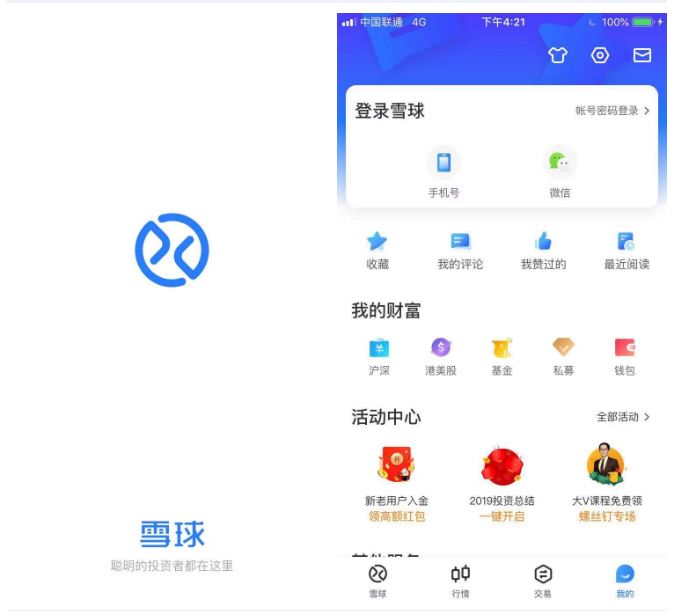 雪球
聪明的投资者都在这里
中国联通 4G 下午4:21 100%
登录雪球 帐号密码登录
手机号 微信
收藏 我的评论 我赞过的 最近阅读
我的财富
沪深 港美股 基金 私募 钱包
活动中心 全部活动
新老用户入金 2019投资总结 大V课程免费领
领高额红包 一键开启 螺丝钉专场
雪球 行情 交易 我的